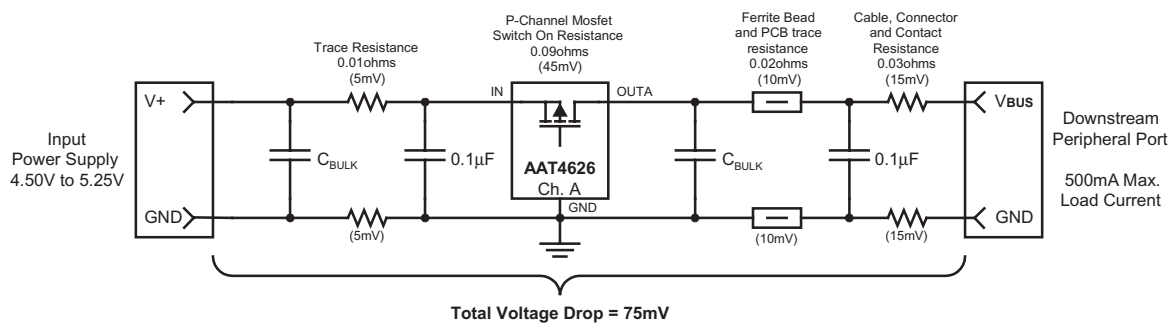 P-Channel Mosfet
Switch On Resistance
0.09ohms
(45mV)
Ferrite Bead
and PCB trace
resistance
0.02ohms
(10mV)
Cable, Connector
and Contact
Resistance
0.03ohms
(15mV)
Trace Resistance
0.01ohms
(5mV)
V+
IN
OUTA
VBUS
Input
Power Supply
4.50V to 5.25V
CBULK
0.1µF
AAT4626
Ch. A
CBULK
0.1µF
Downstream
Peripheral Port
500mA Max.
Load Current
GND
(5mV)
GND
(10mV)
(15mV)
GND
Total Voltage Drop = 75mV